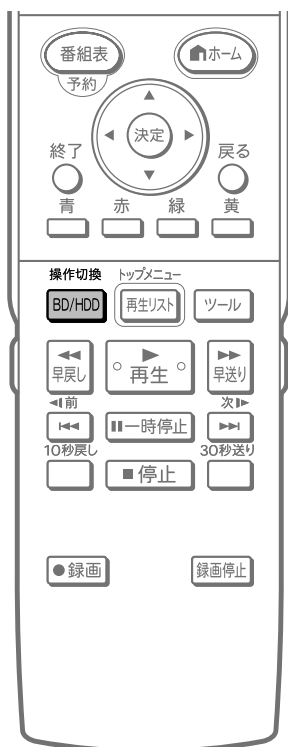 番組表 ホーム
予約
決定
終了 戻る
青 赤 緑 黄
操作切換 トップメニュー
BD/HDD 再生リスト ツール
早戻し 再生 早送り
前 次
一時停止
10秒戻し 30秒送り
停止
録画 録画停止